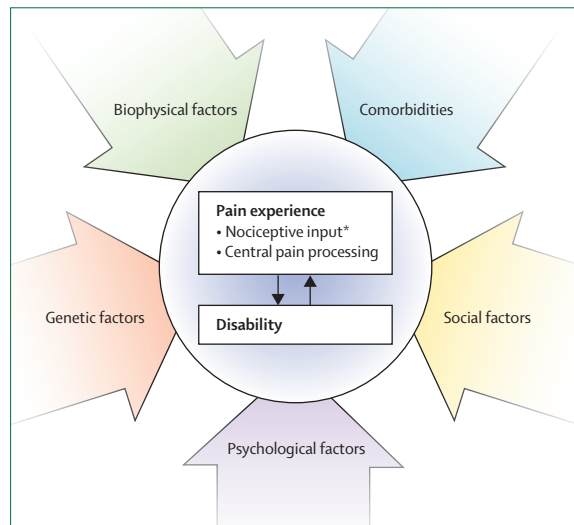 Biophysical factors
Comorbidities
Pain experience
• Nociceptive input*
• Central pain processing
Disability
Genetic factors
Social factors
Psychological factors